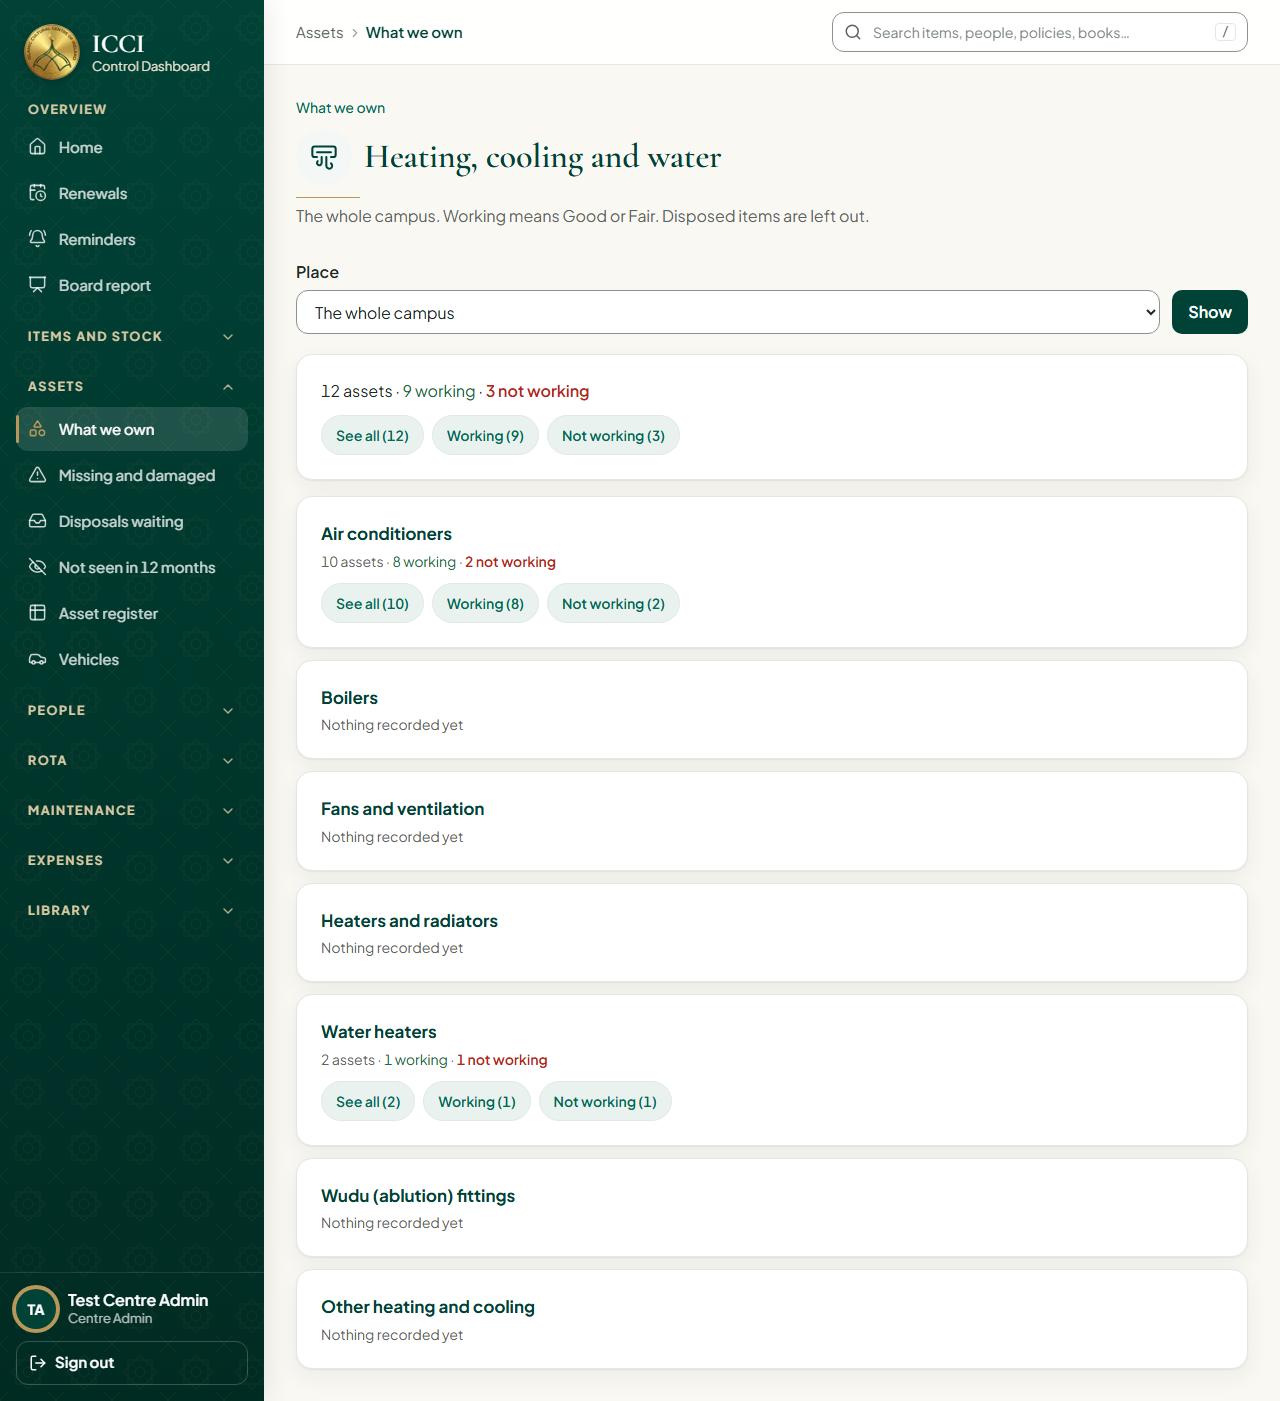 ICCI
Control Dashboard
OVERVIEW
Home
Renewals
Reminders
Board report
ITEMS AND STOCK
ASSETS
What we own
Missing and damaged
Disposals waiting
Not seen in 12 months
Asset register
Vehicles
PEOPLE
ROTA
MAINTENANCE
EXPENSES
LIBRARY
TA
Test Centre Admin
Centre Admin
Sign out
Assets > What we own
Search items, people, policies, books... /
What we own
Heating, cooling and water
The whole campus. Working means Good or Fair. Disposed items are left out.
Place
The whole campus
Show
12 assets · 9 working · 3 not working
See all (12) Working (9) Not working (3)
Air conditioners
10 assets · 8 working · 2 not working
See all (10) Working (8) Not working (2)
Boilers
Nothing recorded yet
Fans and ventilation
Nothing recorded yet
Heaters and radiators
Nothing recorded yet
Water heaters
2 assets · 1 working · 1 not working
See all (2) Working (1) Not working (1)
Wudu (ablution) fittings
Nothing recorded yet
Other heating and cooling
Nothing recorded yet